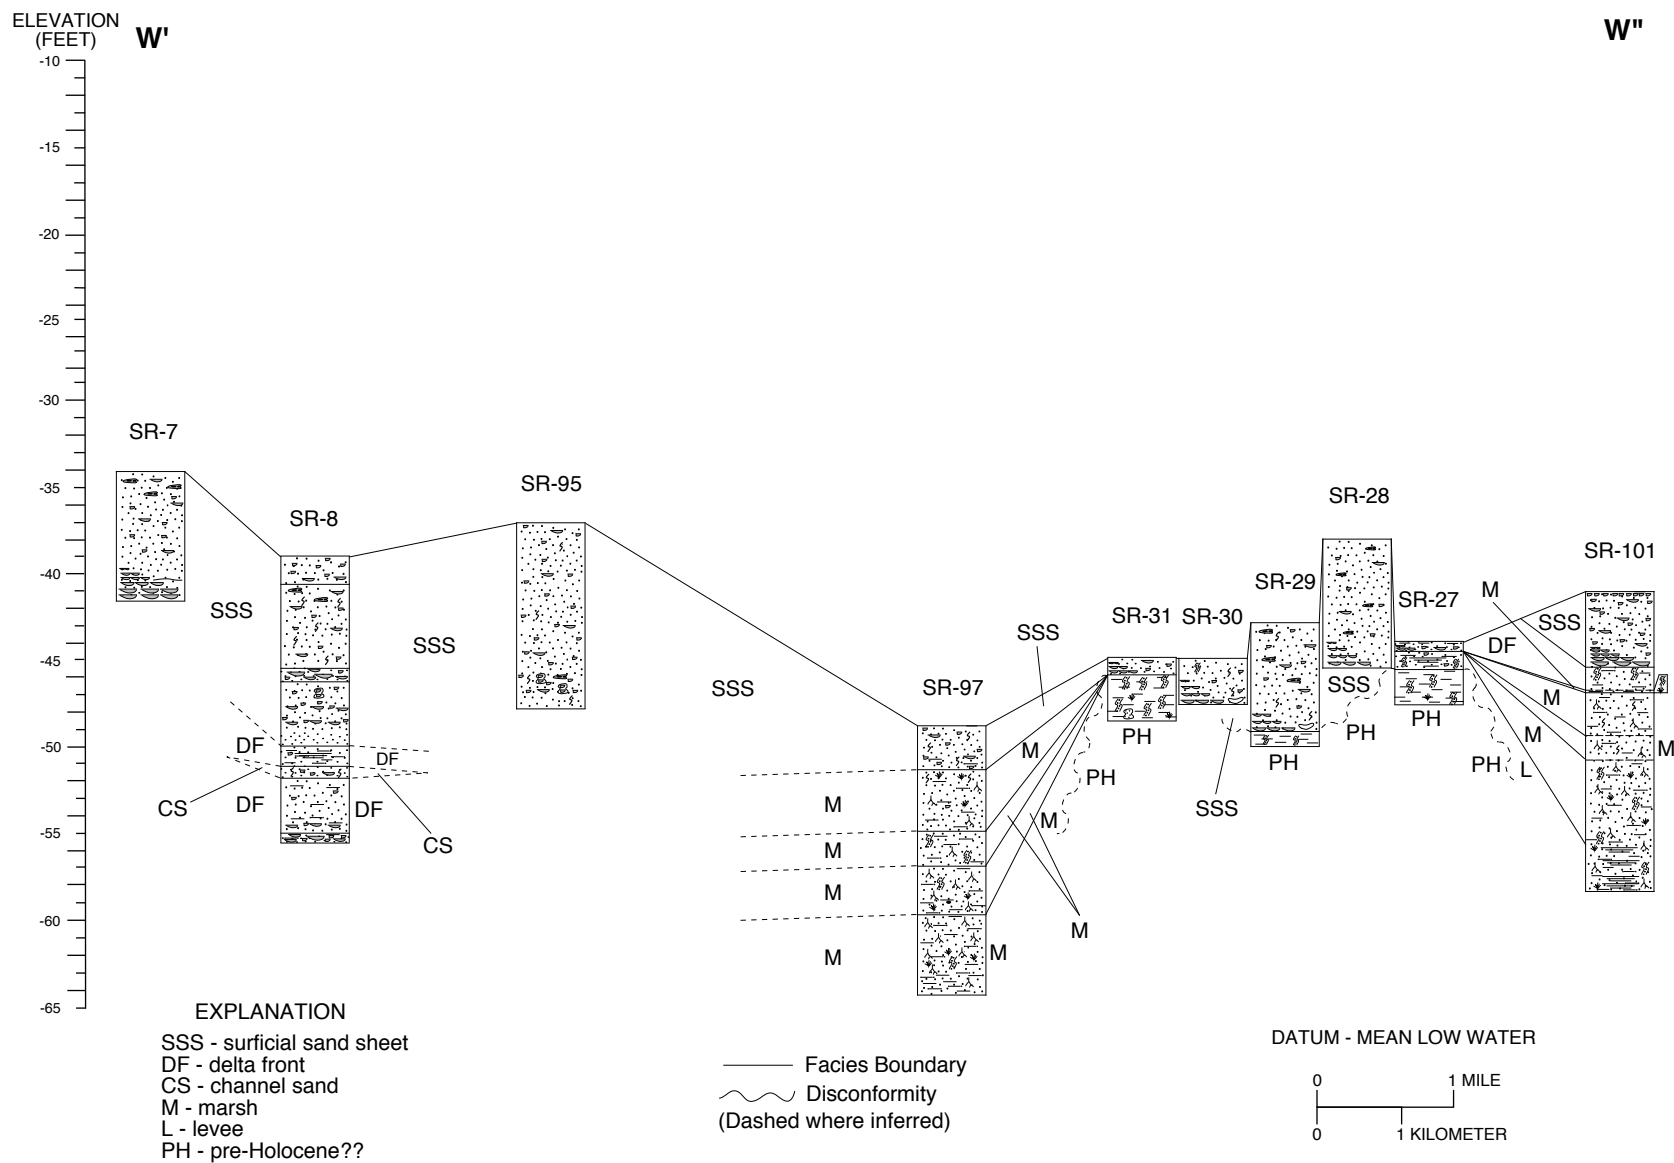 ELEVATION
(FEET)
W'
W"
-10
-15
-20
-25
-30
-35
-40
-45
-50
-55
-60
-65
SR-7
SR-8
SR-95
SR-97
SR-31
SR-30
SR-29
SR-28
SR-27
SR-101
SSS
SSS
SSS
SSS
SSS
SSS
SSS
DF
DF
DF
DF
DF
CS
CS
M
M
M
M
M
M
M
M
M
M
M
M
PH
PH
PH
PH
PH
PH
L
EXPLANATION
SSS - surficial sand sheet
DF - delta front
CS - channel sand
M - marsh
L - levee
PH - pre-Holocene??
Facies Boundary
Disconformity
(Dashed where inferred)
DATUM - MEAN LOW WATER
0 1 MILE
0 1 KILOMETER